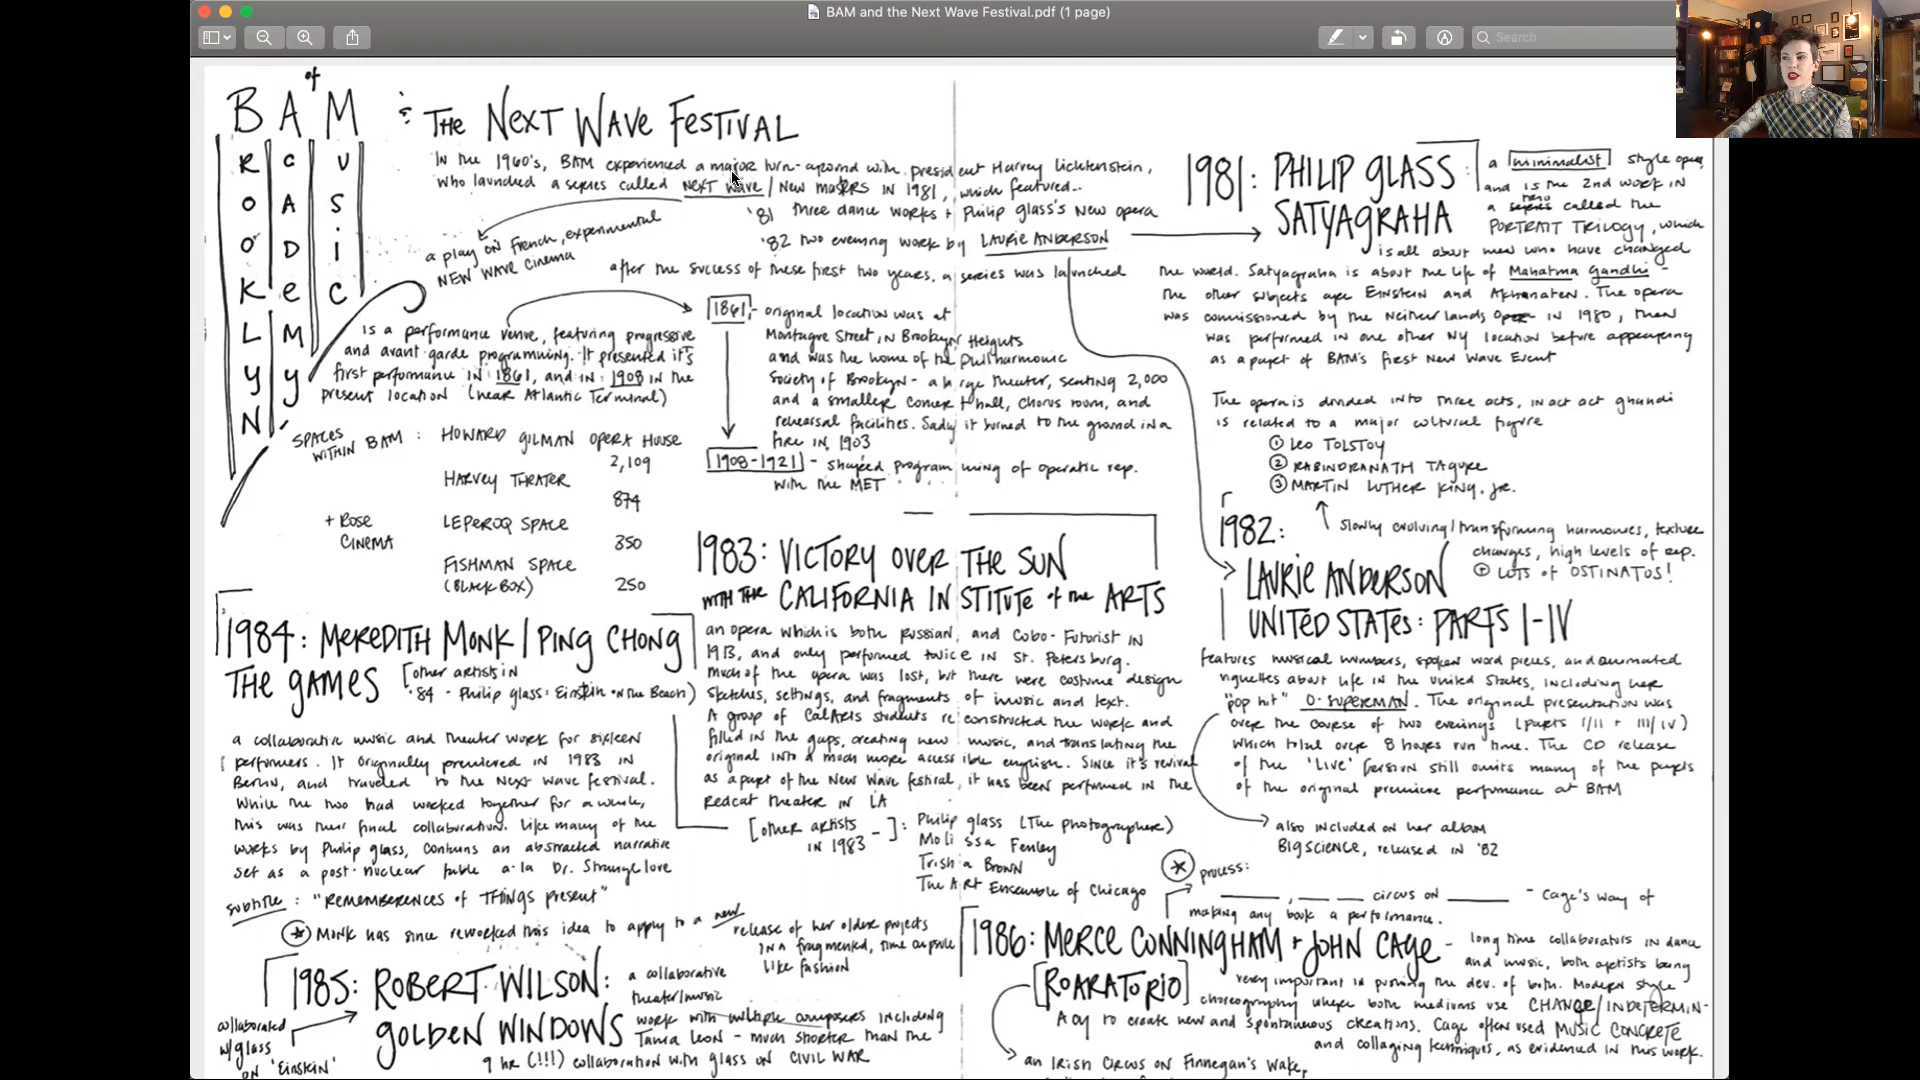 BAM and the Next Wave Festival.pdf (1 page)
Search
BAM of
BROOKLYN
ACADEMY
MUSIC
: THE NEXT WAVE FESTIVAL
IN the 1960's, BAM experienced a major turn-around with president Harvey Lichtenstein,
who launched a series called NEXT WAVE / New masters IN 1981, which featured..
'81 three dance works + Philip glass's New opera
'82 two evening work by LAURIE ANDERSON
a play on French, experimental
NEW WAVE CINEMA
after the success of these first two years, a series was launched
is a performance venue, featuring progressive
and avant garde programming. It presented it's
first performance in 1861, and in 1908 in the
present location (near Atlantic Terminal)
1861 - original location was at
Montague Street, in Brooklyn Heights
and was the home of the Philharmonic
Society of Brooklyn - a large theater, seating 2,000
and a smaller concert hall, chorus room, and
rehearsal facilities. Sadly it burned to the ground in a
fire in 1903
1908-1921 - shared programming of operatic rep.
with the MET
SPACES WITHIN BAM : HOWARD GILMAN OPERA HOUSE
2,109
HARVEY THEATER
874
+ ROSE CINEMA
LEPERCQ SPACE
350
FISHMAN SPACE
(BLACK BOX) 250
1981: PHILIP GLASS
SATYAGRAHA
: a minimalist style opera,
and is the 2nd work in
a called the
PORTRAIT TRILOGY, which
is all about men who have changed
the world. Satyagraha is about the life of Mahatma Gandhi -
the other subjects are EINSTEIN and Akhanaten. The opera
was commissioned by the Neitherlands in 1980, then
was performed in one other NY location before appearing
as a part of BAM's first New Wave Event
The opera is divided into three acts, in act
is related to a major cultural figure
① LEO TOLSTOY
② RABINDRANATH TAGORE
③ MARTIN LUTHER KING, JR.
slowly evolving/transforming harmonies, texture
changes, high levels of rep.
+ LOTS of OSTINATOS!
1982:
LAURIE ANDERSON
UNITED STATES: PARTS I-IV
features musical numbers, spoken word pieces, and animated
vignettes about life in the United States, including her
"pop hit" O-SUPERMAN. The original presentation was
over the course of two evenings (parts I/II + III/IV)
which total over 8 hours run time. The CD release
of the 'Live' version still omits many of the parts
of the original premiere performance at BAM
also included on her album
BIG SCIENCE, released in '82
1983: VICTORY OVER THE SUN
WITH THE CALIFORNIA INSTITUTE of the ARTS
an opera which is both Russian, and Cubo-Futurist IN
1913, and only performed twice in St. Petersburg.
much of the opera was lost, but there were costume design
sketches, settings, and fragments of music and text.
A group of CalArts students reconstructed the work and
filled in the gaps, creating new music, and translating the
original into a much more accessible english. Since it's revival
as a part of the New Wave festival, it has been performed in the
Redcat theater in LA
[other artists in 1983 -]: Philip glass (The photographer)
Molissa Fenley
Trisha Brown
The Art Ensemble of Chicago
1984: MEREDITH MONK / PING CHONG
THE GAMES
[other artists in
'84 - Philip glass: Einstein on the Beach)
a collaborative music and theater work for sixteen
performers. It originally premiered in 1983 in
Berlin, and traveled to the Next Wave festival.
While the two had worked together for a while,
this was their final collaboration. Like many of the
works by Philip glass, contains an abstracted narrative
set as a post-nuclear fable a-la Dr. Strangelove
subtitle: "REMEMBERENCES of THINGS present"
* MONK HAS since reworked this idea to apply to a new
release of her older projects
in a fragmented, time capsule
like fashion
1985: ROBERT WILSON:
GOLDEN WINDOWS
a collaborative
theater/music
work with multiple composers including
Tania Leon - much shorter than the
9 hr (!!!) collaboration with glass on CIVIL WAR
collaborated
w/glass
on 'Einstein'
* process:
___, __ __ circus on ____ - Cage's way of
making any book a performance.
1986: MERCE CUNNINGHAM + JOHN CAGE
[ROARATORIO]
- long time collaborators in dance
and music, both artists being
very important in pushing the dev. of both. Modern style
choreography where both mediums use CHANCE/INDETERMIN-
ACY to create new and spontaneous creations. Cage often used MUSIC CONCRETE
and collaging techniques, as evidenced in this work.
an Irish Circus on Finnegan's Wake,